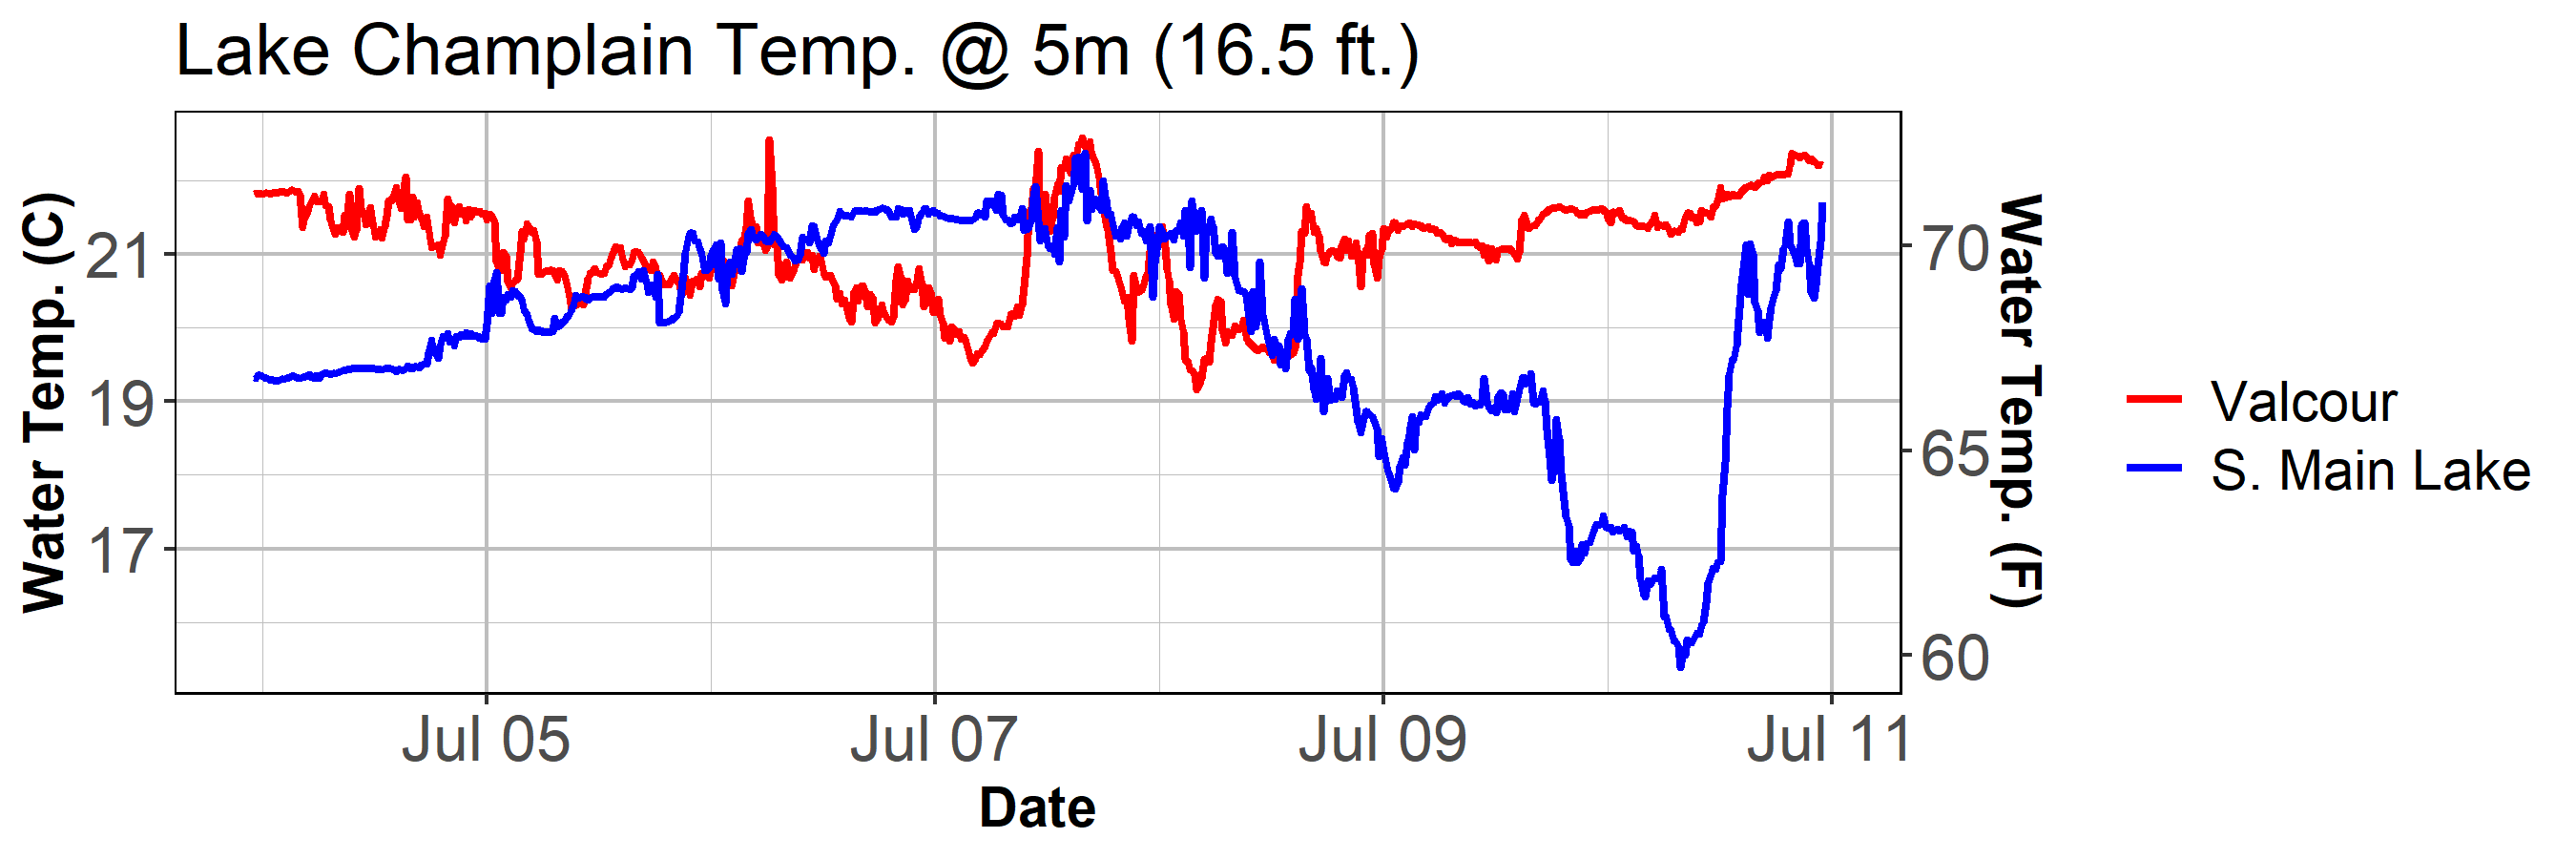 Lake Champlain Temp. @ 5m (16.5 ft.)
Water Temp. (C)
21
19
17
70
65
60
Water Temp. (F)
Jul 05 Jul 07 Jul 09 Jul 11
Date
Valcour
S. Main Lake